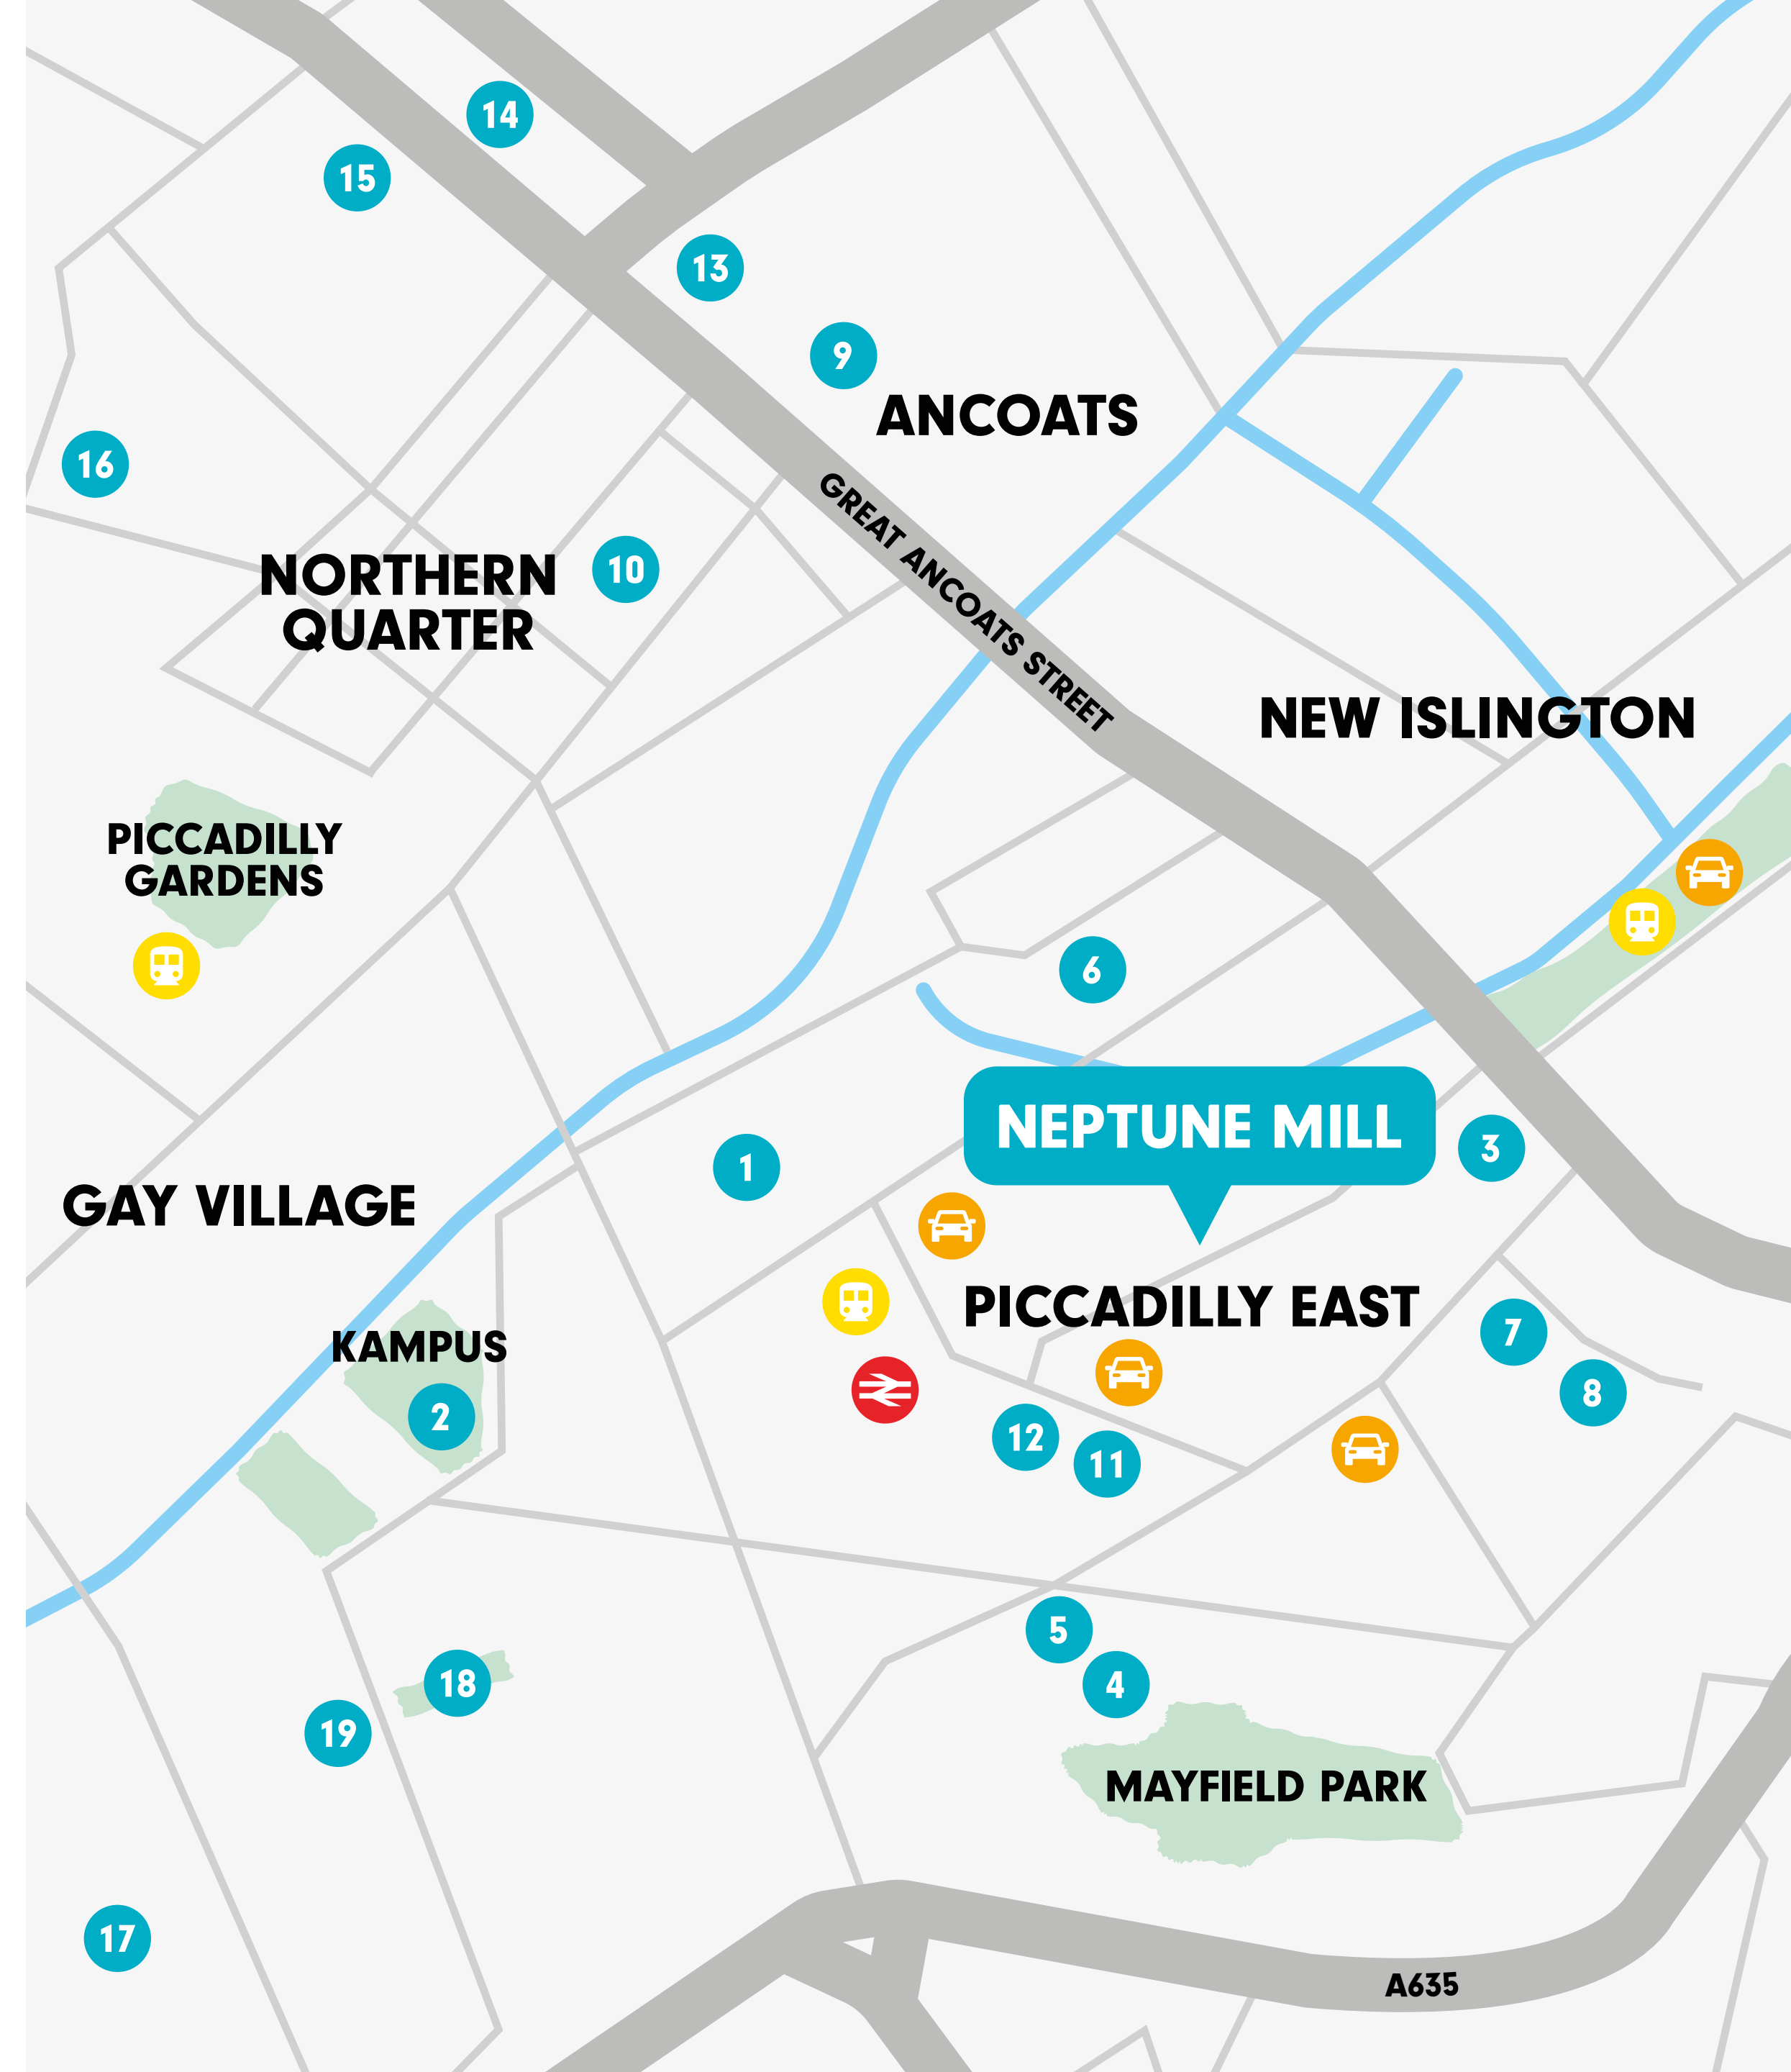 14
15
13
9
ANCOATS
16
GREAT ANCOATS STREET
NORTHERN
QUARTER
10
NEW ISLINGTON
PICCADILLY
GARDENS
6
NEPTUNE MILL
3
1
GAY VILLAGE
PICCADILLY EAST
KAMPUS
7
8
2
12
11
5
4
18
19
MAYFIELD PARK
17
A635